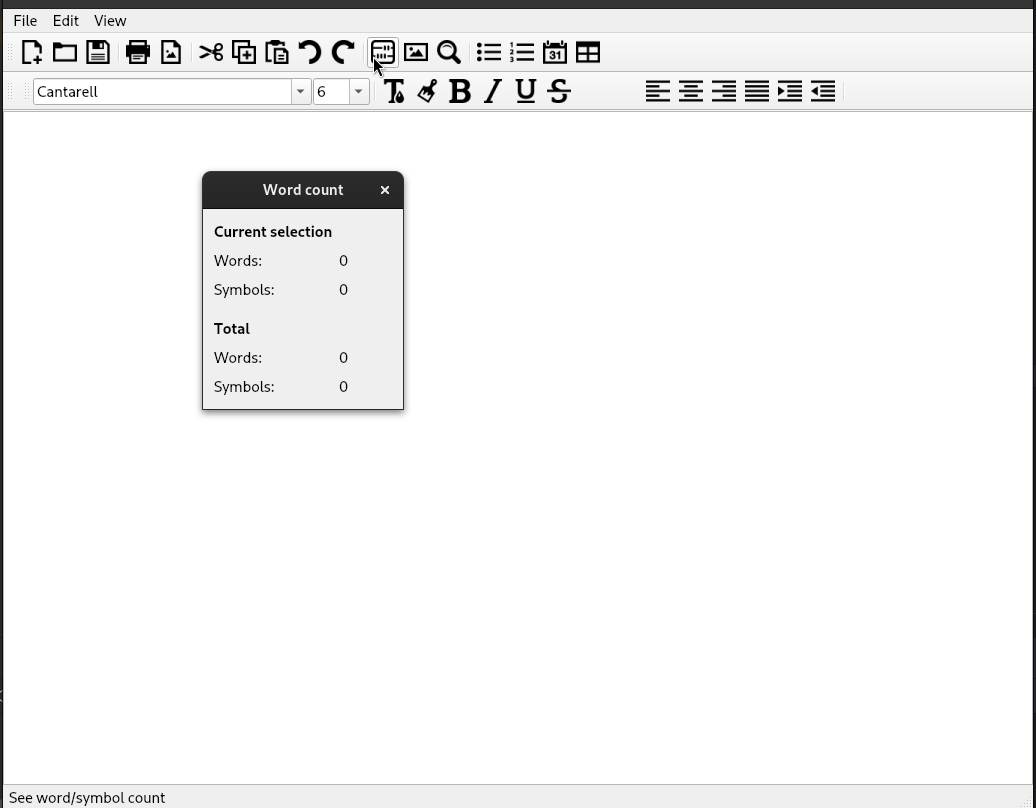 File Edit View
31
Cantarell 6 T B I U S
Word count ×
Current selection
Words: 0
Symbols: 0
Total
Words: 0
Symbols: 0
See word/symbol count